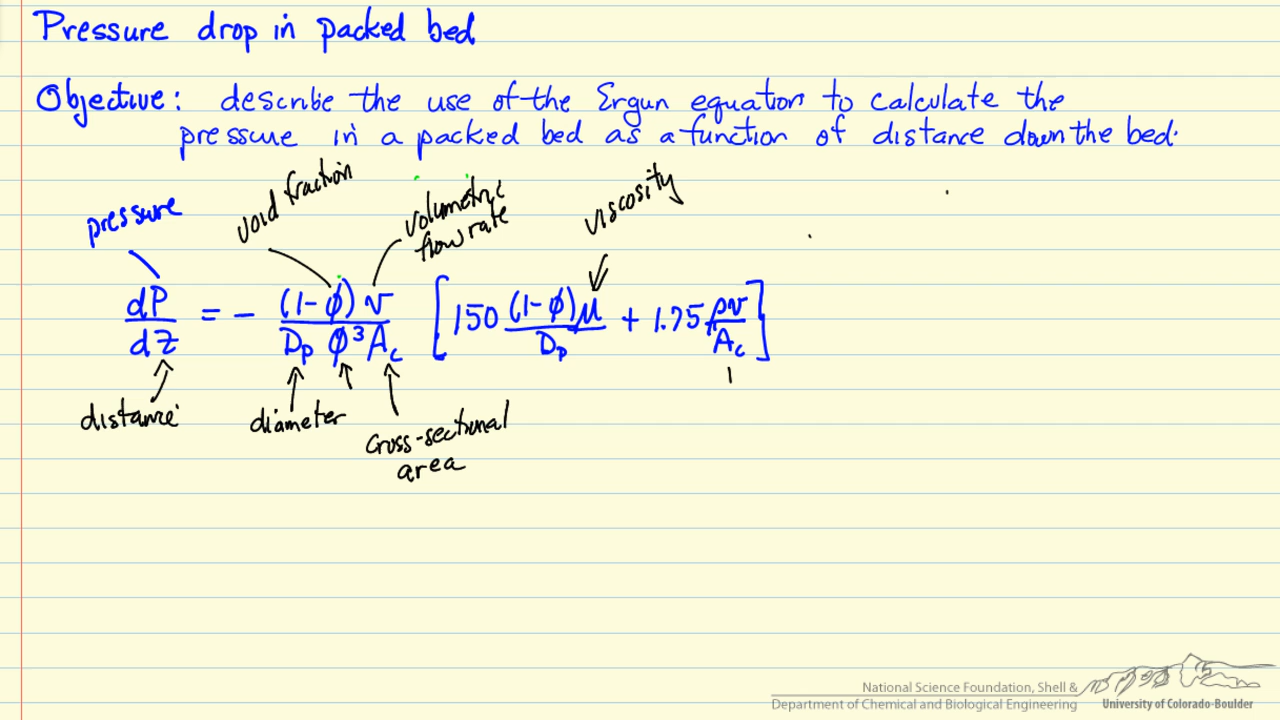 Pressure drop in packed bed
Objective: describe the use of the Ergun equation to calculate the
pressure in a packed bed as a function of distance down the bed.
pressure
void fraction
volumetric
flow rate
viscosity
dP/dz = - (1-ϕ) v / (Dp ϕ³ Ac) [150 (1-ϕ)μ / Dp + 1.75 ρv / Ac]
distance
diameter
cross-sectional
area
National Science Foundation, Shell &
Department of Chemical and Biological Engineering
University of Colorado-Boulder